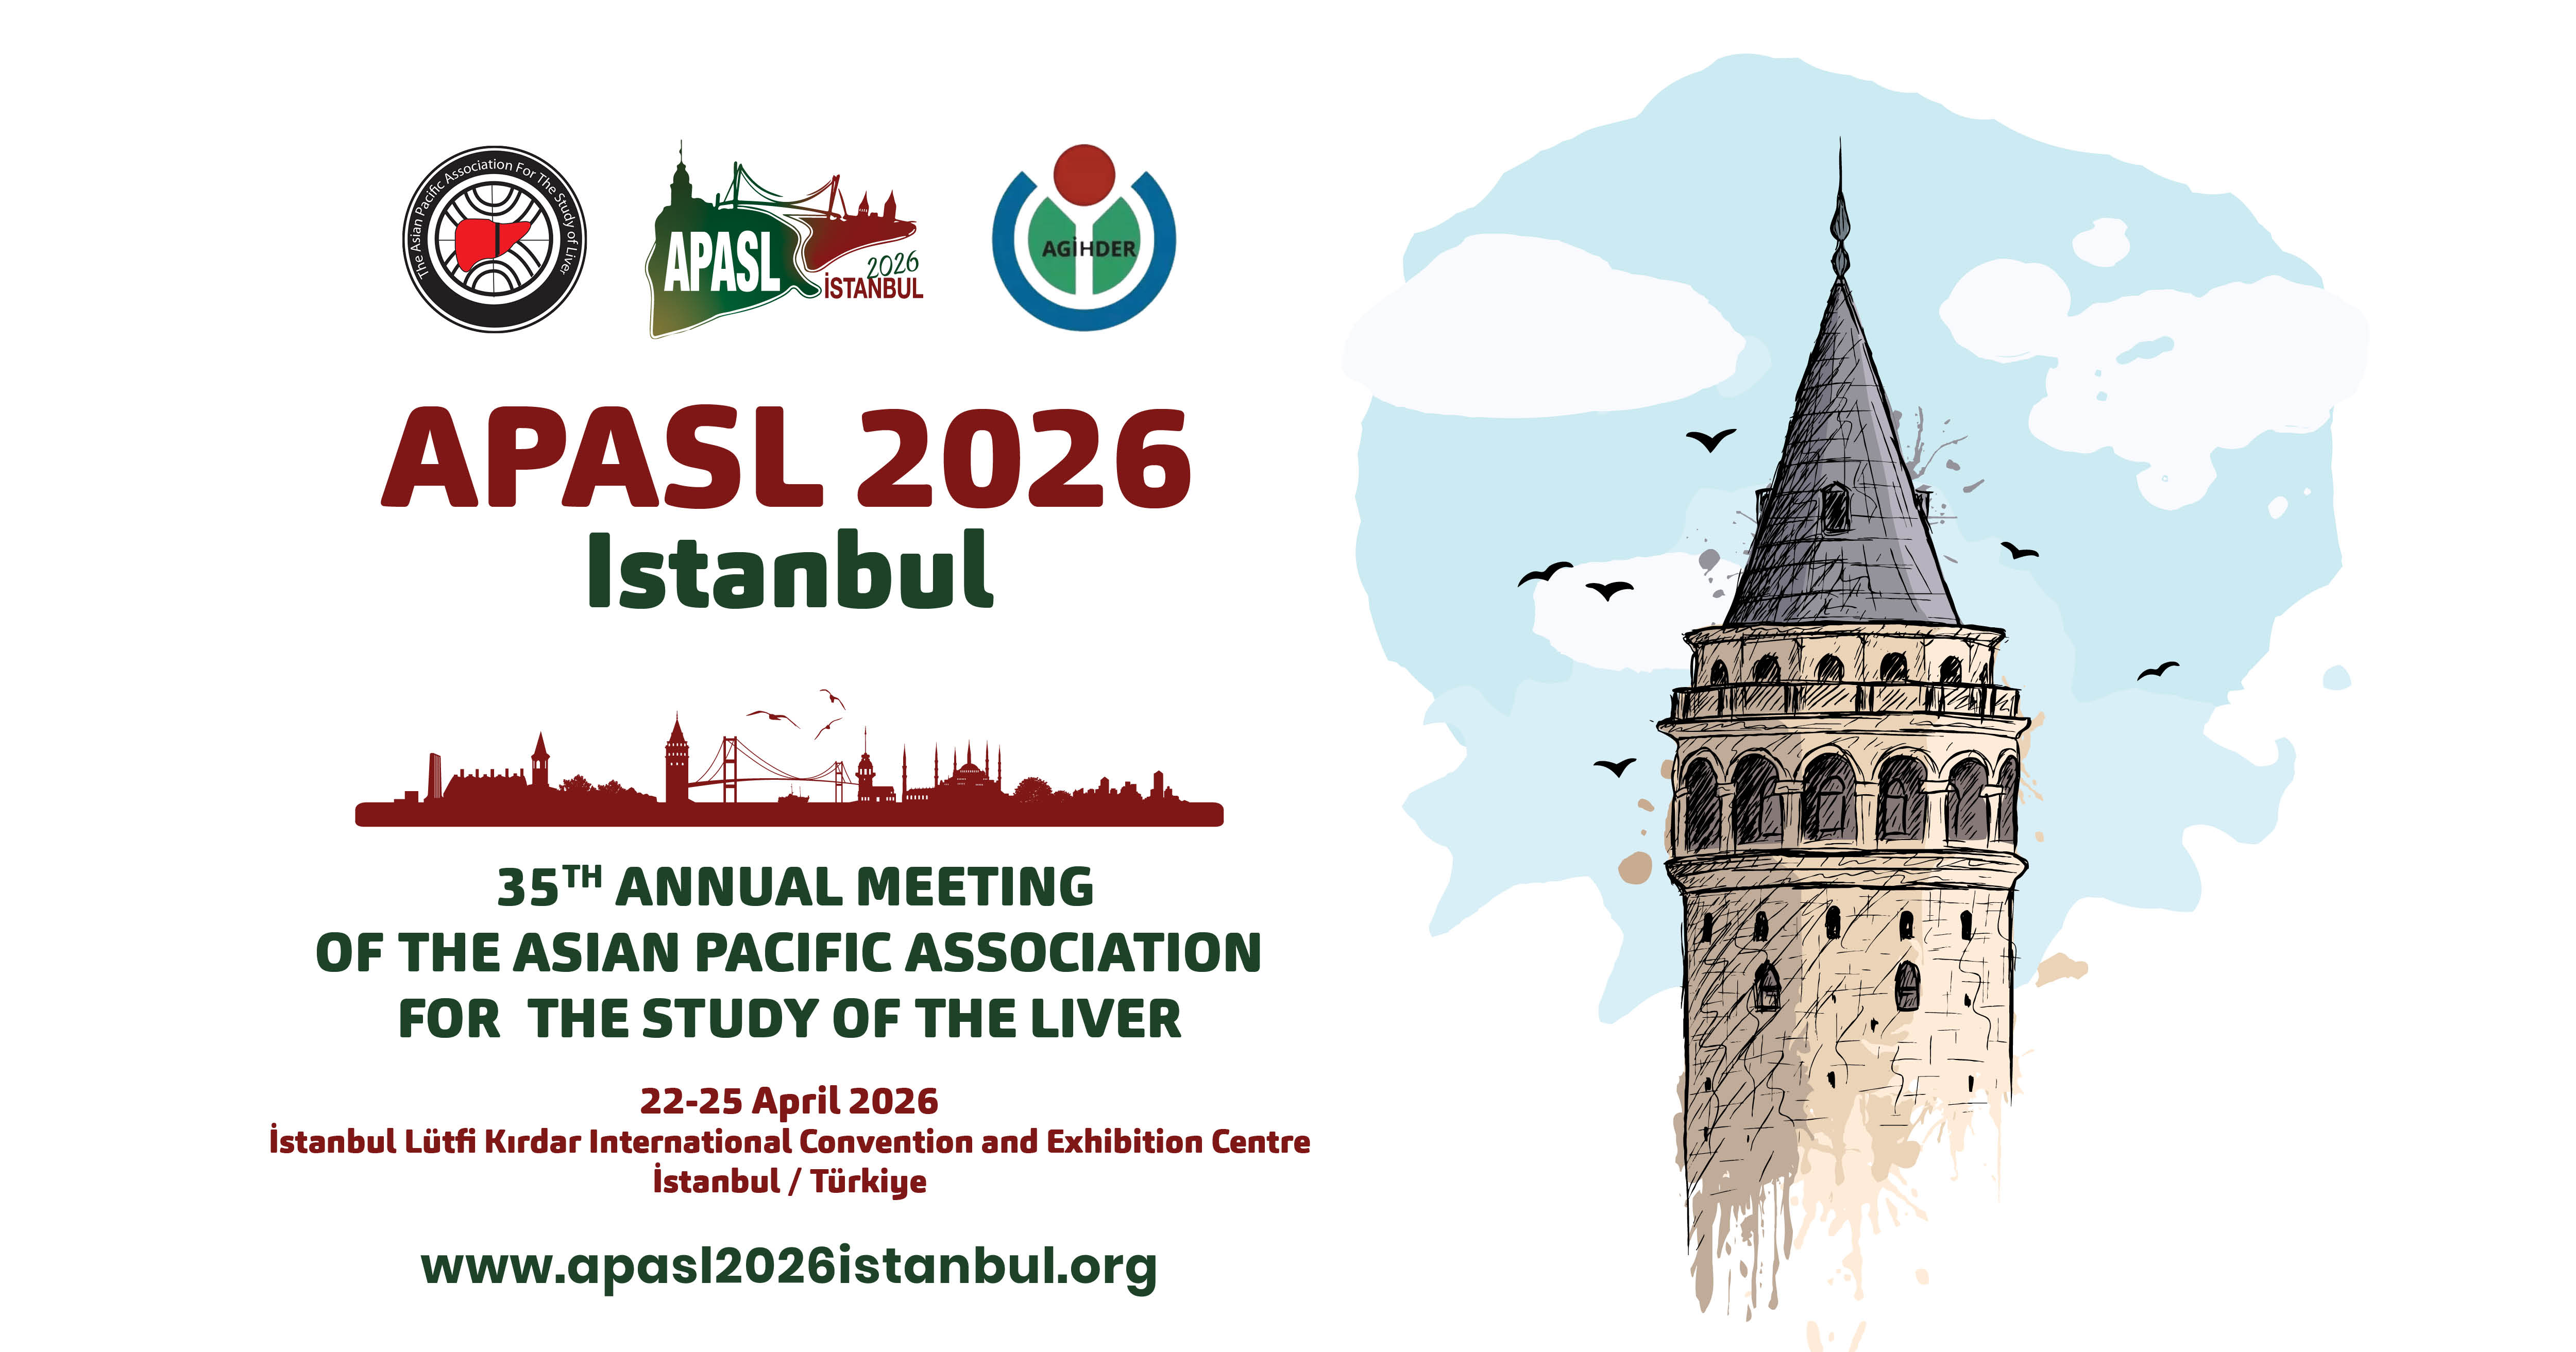 The Asian Pacific Association For The Study of Liver
APASL
2026
İSTANBUL
AGİHDER
APASL 2026
Istanbul
35TH ANNUAL MEETING
OF THE ASIAN PACIFIC ASSOCIATION
FOR THE STUDY OF THE LIVER
22-25 April 2026
İstanbul Lütfi Kırdar International Convention and Exhibition Centre
İstanbul / Türkiye
www.apasl2026istanbul.org